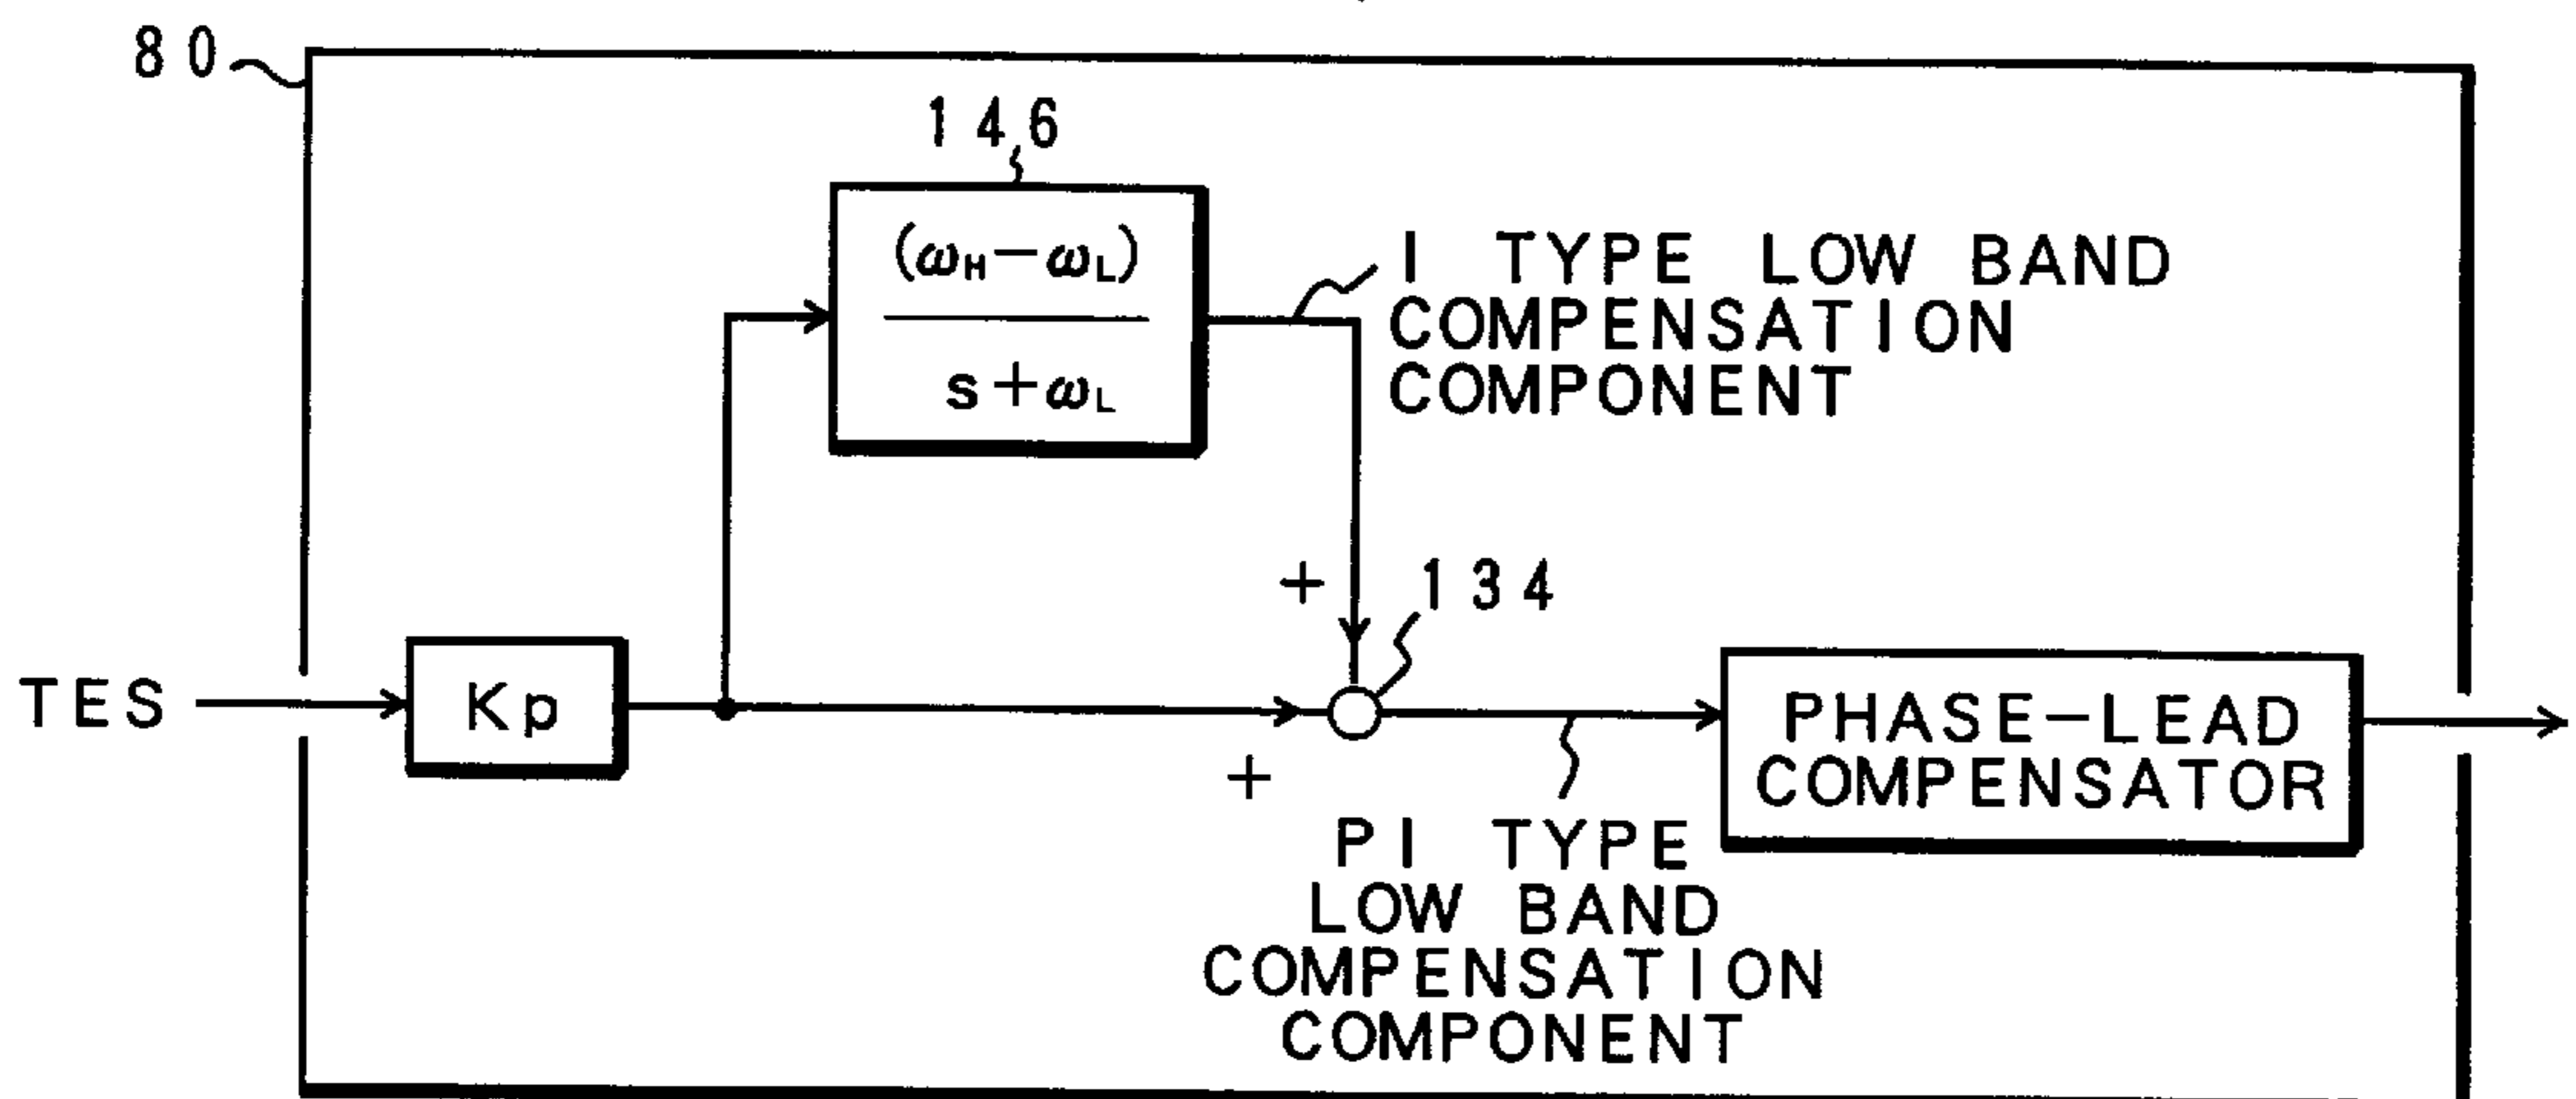 80
146
(ωH−ωL)
s+ωL
I TYPE LOW BAND
COMPENSATION
COMPONENT
+
134
TES
Kp
+
PHASE-LEAD
COMPENSATOR
PI TYPE
LOW BAND
COMPENSATION
COMPONENT